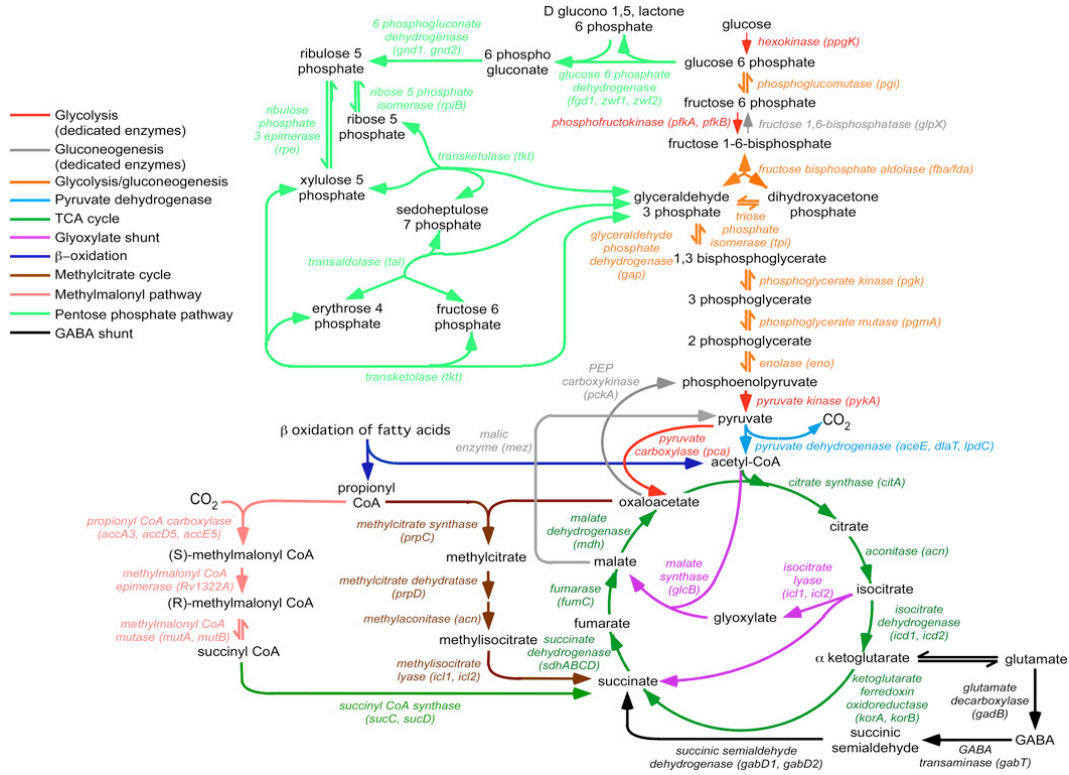 D glucono 1,5, lactone
6 phosphate
glucose
hexokinase (ppgK)
6 phosphogluconate
dehydrogenase
(gnd1. gnd2)
ribulose 5
phosphate
6 phospho
gluconate
glucose 6 phosphate
dehydrogenase
(fgd1, zwf1, zwf2)
glucose 6 phosphate
phosphoglucomutase (pgi)
fructose 6 phosphate
phosphofructokinase (pfkA, pfkB)
fructose 1,6-bisphosphatase (glpX)
fructose 1-6-bisphosphate
fructose bisphosphate aldolase (fba/fda)
Glycolysis
(dedicated enzymes)
Gluconeogenesis
(dedicated enzymes)
Glycolysis/gluconeogenesis
Pyruvate dehydrogenase
TCA cycle
Glyoxylate shunt
β-oxidation
Methylcitrate cycle
Methylmalonyl pathway
Pentose phosphate pathway
GABA shunt
ribulose
phosphate
3 epimerase
(rpe)
ribose 5 phosphate
isomerase (rpiB)
ribose 5
phosphate
transketolase (tkt)
xylulose 5
phosphate
sedoheptulose
7 phosphate
transaldolase (tal)
erythrose 4
phosphate
fructose 6
phosphate
transketolase (tkt)
glyceraldehyde
3 phosphate
dihydroxyacetone
phosphate
triose
phosphate
isomerase (tpi)
glyceraldehyde
phosphate
dehydrogenase
(gap)
1,3 bisphosphoglycerate
phosphoglycerate kinase (pgk)
3 phosphoglycerate
phosphoglycerate mutase (pgmA)
2 phosphoglycerate
enolase (eno)
PEP
carboxykinase
(pckA)
phosphoenolpyruvate
pyruvate kinase (pykA)
pyruvate
CO2
pyruvate dehydrogenase (aceE, dlaT, lpdC)
malic
enzyme (mez)
pyruvate
carboxylase (pca)
acetyl-CoA
β oxidation of fatty acids
propionyl
CoA
CO2
propionyl CoA carboxylase
(accA3, accD5, accE5)
(S)-methylmalonyl CoA
methylmalonyl CoA
epimerase (Rv1322A)
(R)-methylmalonyl CoA
methylmalonyl CoA
mutase (mutA, mutB)
succinyl CoA
succinyl CoA synthase
(sucC, sucD)
methylcitrate synthase
(prpC)
methylcitrate
methylcitrate dehydratase
(prpD)
methylaconitase (acn)
methylisocitrate
methylisocitrate
lyase (icl1, icl2)
oxaloacetate
citrate synthase (citA)
citrate
aconitase (acn)
isocitrate
isocitrate
dehydrogenase
(icd1, icd2)
malate
dehydrogenase
(mdh)
malate
malate
synthase
(glcB)
isocitrate
lyase
(icl1, icl2)
glyoxylate
fumarase
(fumC)
fumarate
succinate
dehydrogenase
(sdhABCD)
succinate
α ketoglutarate
glutamate
ketoglutarate
ferredoxin
oxidoreductase
(korA, korB)
glutamate
decarboxylase
(gadB)
GABA
GABA
transaminase (gabT)
succinic
semialdehyde
succinic semialdehyde
dehydrogenase (gabD1, gabD2)